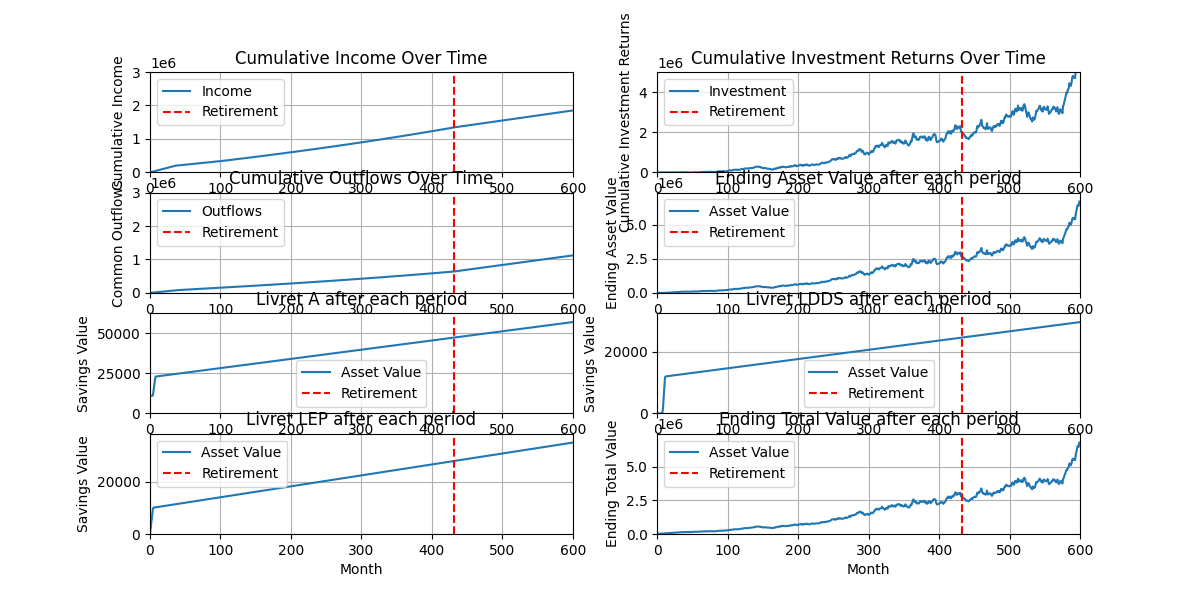 Cumulative Income Over Time
1e6
Cumulative Income
3
2
1
0
Income
Retirement
0 100 200 300 400 500 600
Cumulative Investment Returns Over Time
1e6
Cumulative Investment Returns
4
2
0
Investment
Retirement
0 100 200 300 400 500 600
Cumulative Outflows Over Time
1e6
Common Outflows
3
2
1
0
Outflows
Retirement
0 100 200 300 400 500 600
Ending Asset Value after each period
1e6
Ending Asset Value
5.0
2.5
0.0
Asset Value
Retirement
0 100 200 300 400 500 600
Livret A after each period
Savings Value
50000
25000
0
Asset Value
Retirement
0 100 200 300 400 500 600
Livret LDDS after each period
Savings Value
20000
0
Asset Value
Retirement
0 100 200 300 400 500 600
Livret LEP after each period
Savings Value
20000
0
Asset Value
Retirement
0 100 200 300 400 500 600
Month
Ending Total Value after each period
1e6
Ending Total Value
5.0
2.5
0.0
Asset Value
Retirement
0 100 200 300 400 500 600
Month